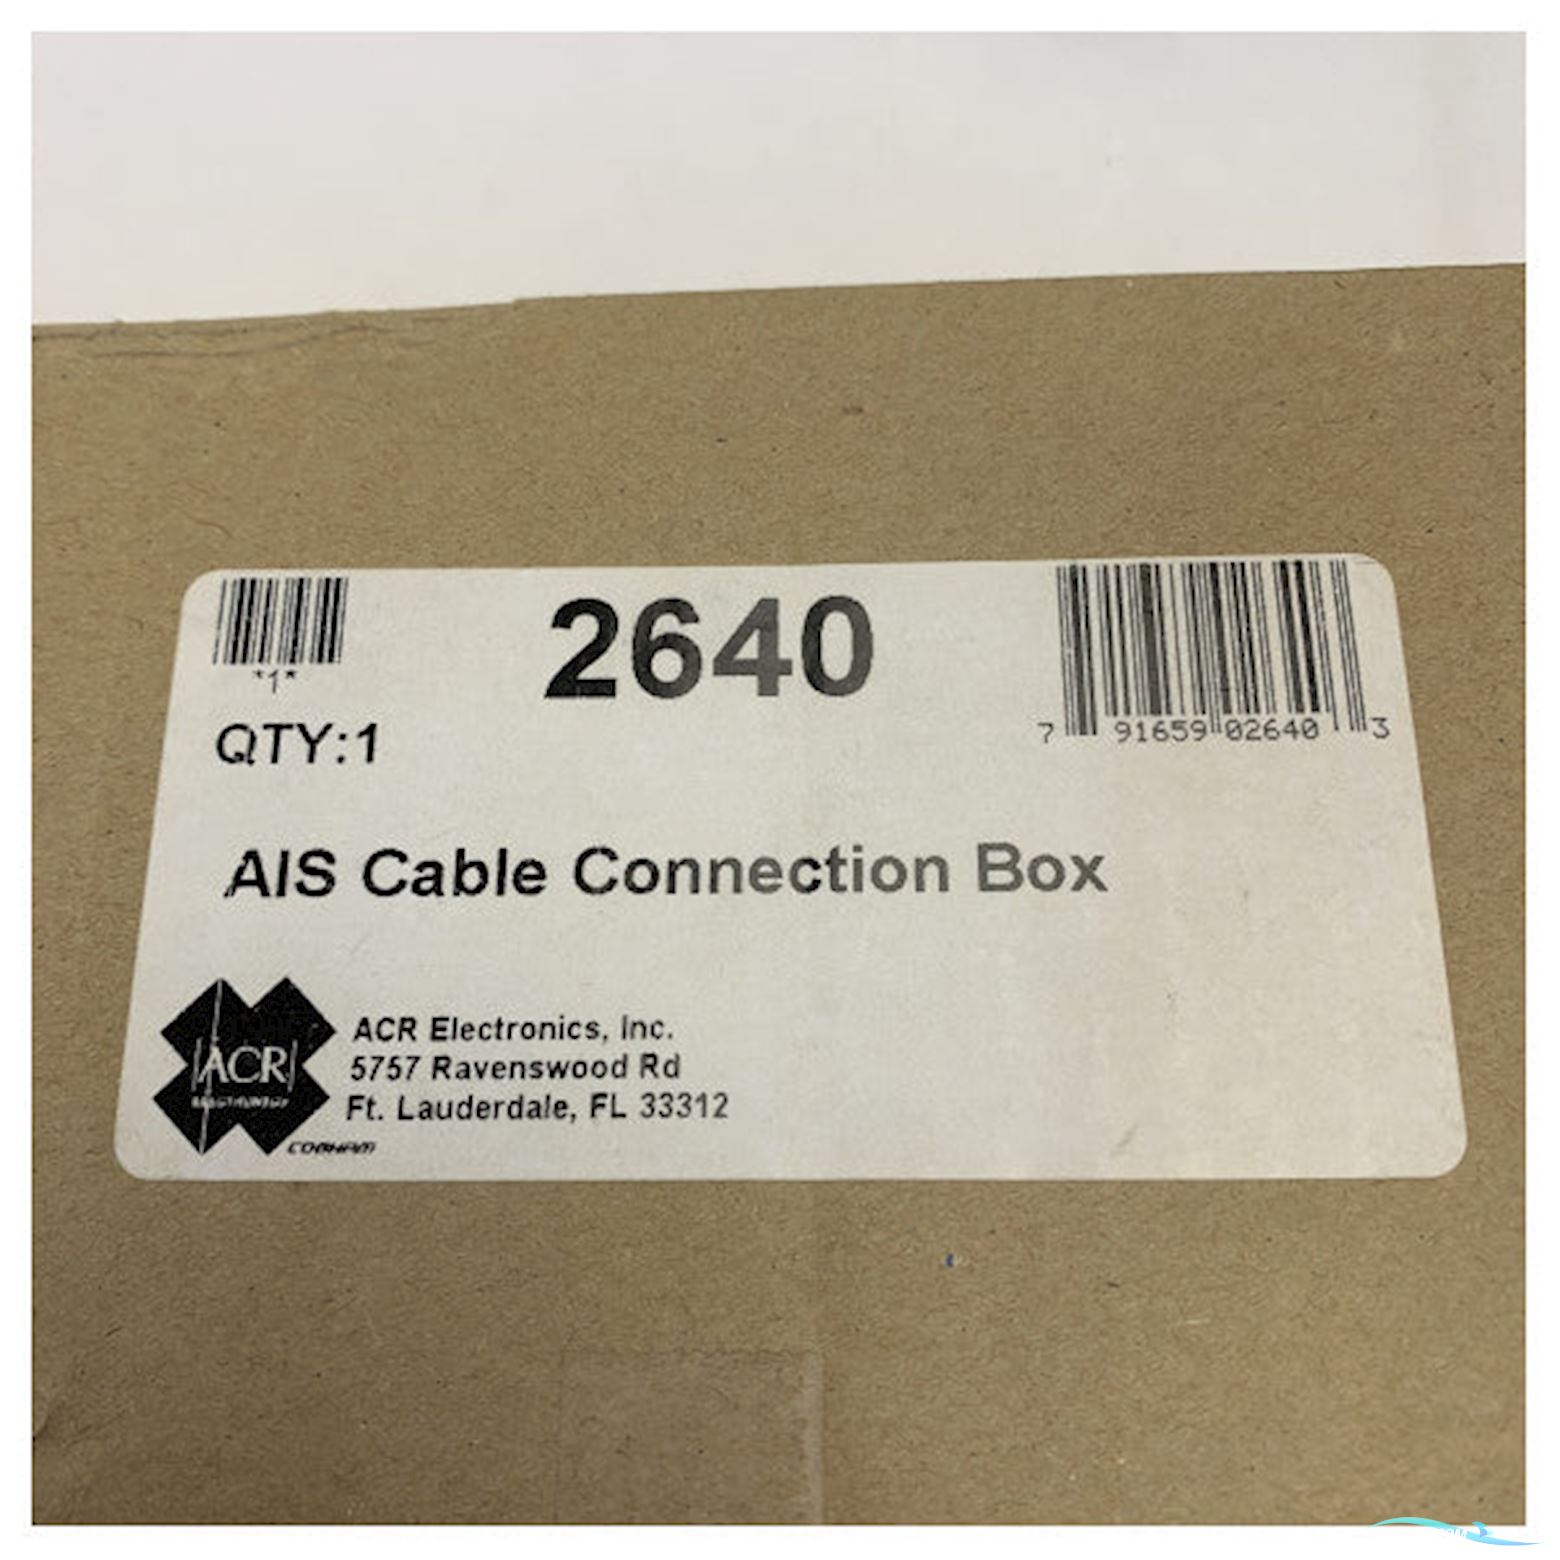 2640
*1*
QTY:1
7 91659 02640 3
AIS Cable Connection Box
ACR
ACR Electronics, Inc.
5757 Ravenswood Rd
Ft. Lauderdale, FL 33312
COBHAM